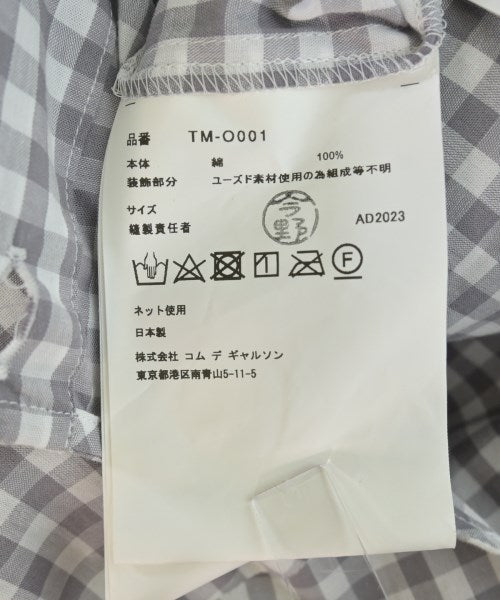 品番 TM-O001
本体 綿 100%
装飾部分 ユーズド素材使用の為組成等不明
サイズ
縫製責任者 今野 AD2023
1 F
ネット使用
日本製
株式会社 コム デ ギャルソン
東京都港区南青山5-11-5